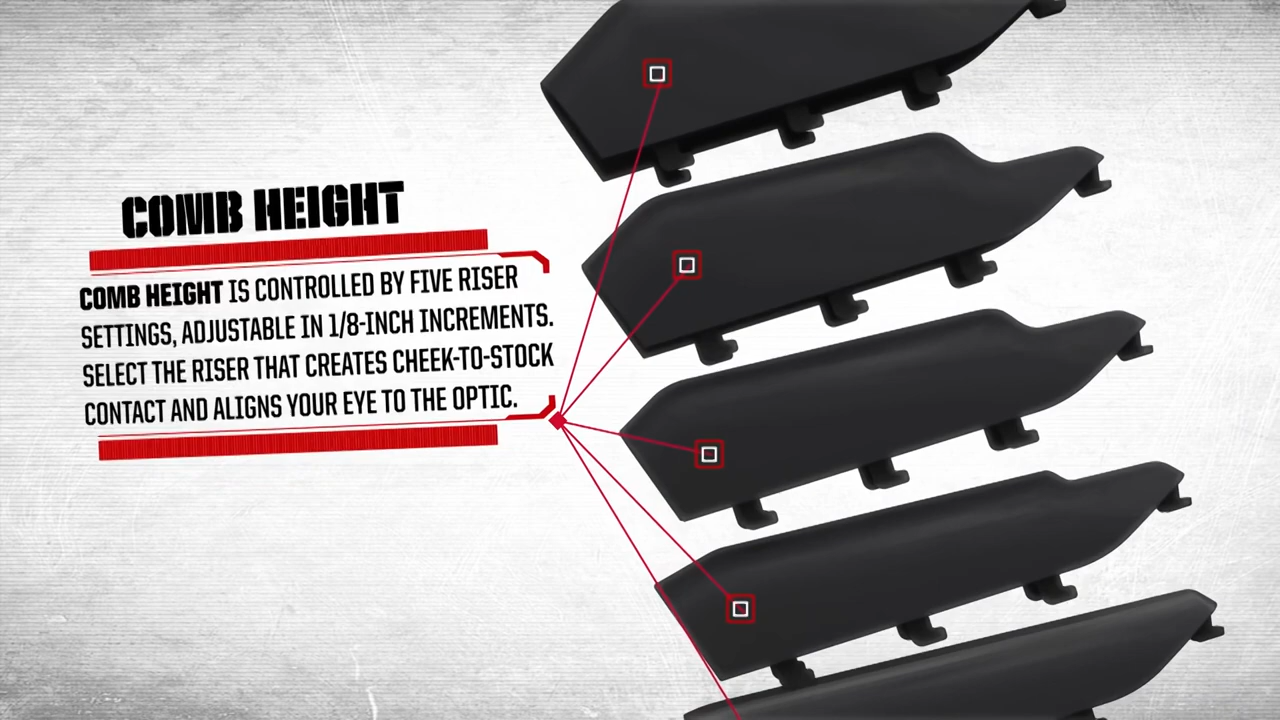 COMB HEIGHT
COMB HEIGHT IS CONTROLLED BY FIVE RISER
SETTINGS, ADJUSTABLE IN 1/8-INCH INCREMENTS.
SELECT THE RISER THAT CREATES CHEEK-TO-STOCK
CONTACT AND ALIGNS YOUR EYE TO THE OPTIC.